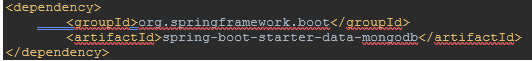 <dependency>
<groupId>org.springframework.boot</groupId>
<artifactId>spring-boot-starter-data-mongodb</artifactId>
</dependency>